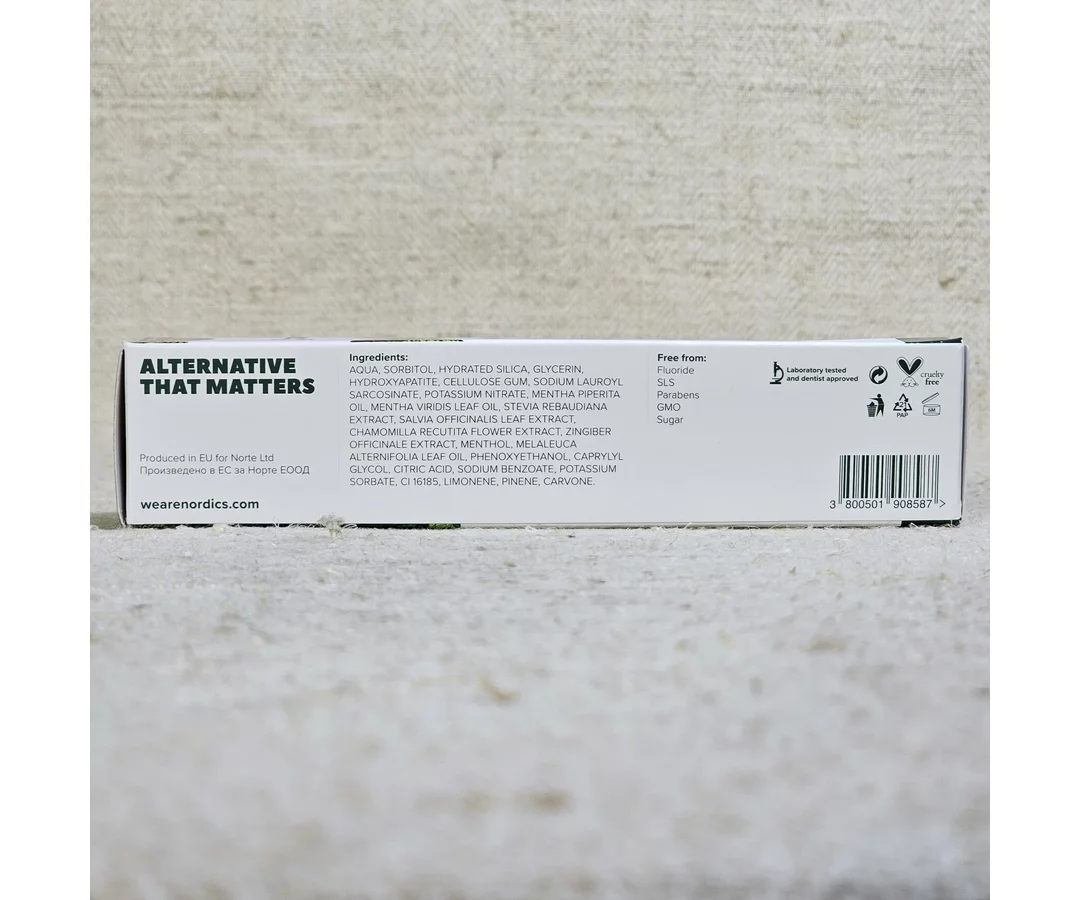 ALTERNATIVE
THAT MATTERS
Produced in EU for Norte Ltd
Произведено в ЕС за Норте ЕООД
wearenordics.com
Ingredients:
AQUA, SORBITOL, HYDRATED SILICA, GLYCERIN,
HYDROXYAPATITE, CELLULOSE GUM, SODIUM LAUROYL
SARCOSINATE, POTASSIUM NITRATE, MENTHA PIPERITA
OIL, MENTHA VIRIDIS LEAF OIL, STEVIA REBAUDIANA
EXTRACT, SALVIA OFFICINALIS LEAF EXTRACT,
CHAMOMILLA RECUTITA FLOWER EXTRACT, ZINGIBER
OFFICINALE EXTRACT, MENTHOL, MELALEUCA
ALTERNIFOLIA LEAF OIL, PHENOXYETHANOL, CAPRYLYL
GLYCOL, CITRIC ACID, SODIUM BENZOATE, POTASSIUM
SORBATE, CI 16185, LIMONENE, PINENE, CARVONE.
Free from:
Fluoride
SLS
Parabens
GMO
Sugar
Laboratory tested
and dentist approved
cruelty
free
21
PAP
6M
3 800501 908587 >